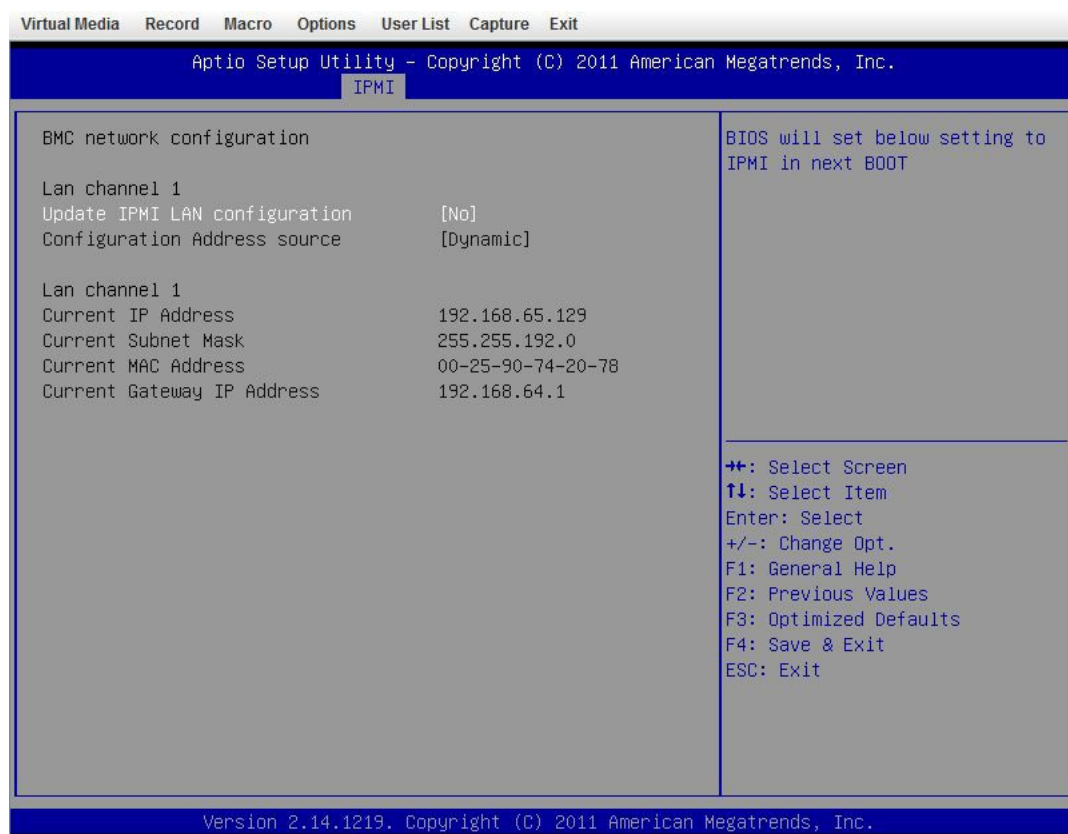 Virtual Media Record Macro Options User List Capture Exit
Aptio Setup Utility – Copyright (C) 2011 American Megatrends, Inc.
IPMI
BMC network configuration
Lan channel 1
Update IPMI LAN configuration [No]
Configuration Address source [Dynamic]
Lan channel 1
Current IP Address 192.168.65.129
Current Subnet Mask 255.255.192.0
Current MAC Address 00-25-90-74-20-78
Current Gateway IP Address 192.168.64.1
BIOS will set below setting to
IPMI in next BOOT
→←: Select Screen
↑↓: Select Item
Enter: Select
+/-: Change Opt.
F1: General Help
F2: Previous Values
F3: Optimized Defaults
F4: Save & Exit
ESC: Exit
Version 2.14.1219. Copyright (C) 2011 American Megatrends, Inc.